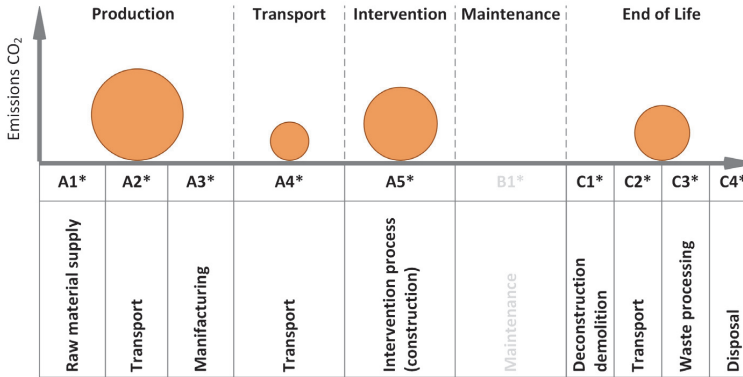 Production
Transport
Intervention
Maintenance
End of Life
Emissions CO₂
A1*
A2*
A3*
A4*
A5*
B1*
C1*
C2*
C3*
C4*
Raw material supply
Transport
Manifacturing
Transport
Intervention process
(construction)
Maintenance
Deconstruction
demolition
Transport
Waste processing
Disposal